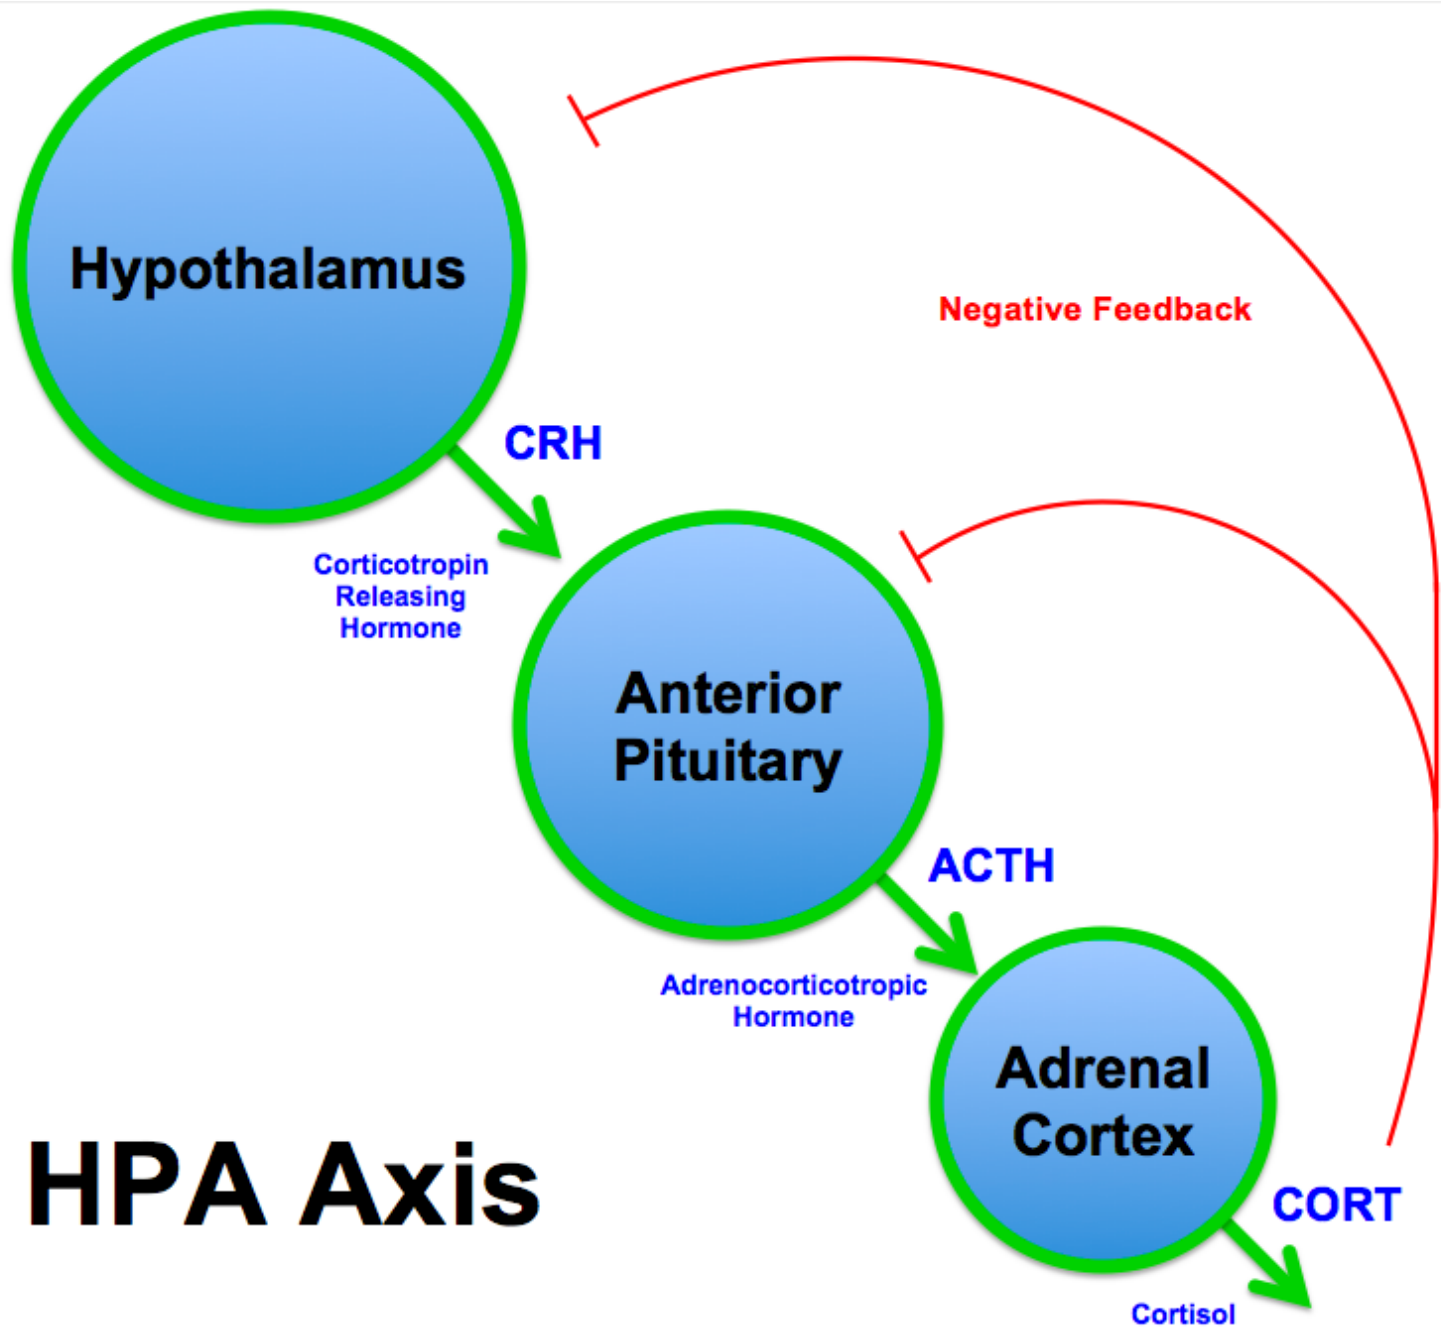 Hypothalamus
Negative Feedback
CRH
Corticotropin
Releasing
Hormone
Anterior
Pituitary
ACTH
Adrenocorticotropic
Hormone
Adrenal
Cortex
HPA Axis
CORT
Cortisol